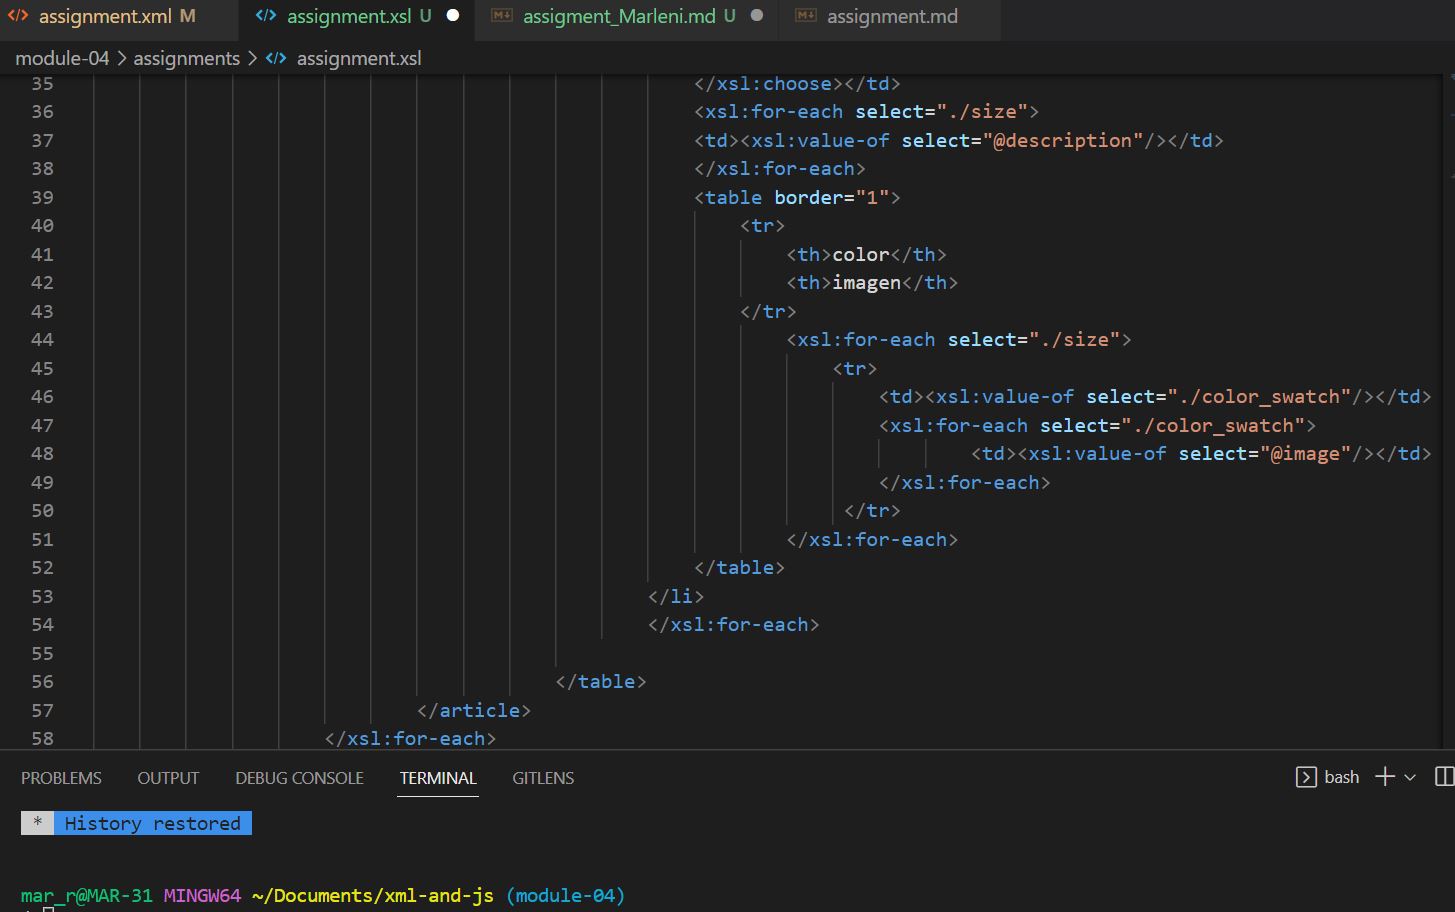 assignment.xml M assignment.xsl U assigment_Marleni.md U assignment.md
module-04 > assignments > assignment.xsl
35 </xsl:choose></td>
36 <xsl:for-each select="./size">
37 <td><xsl:value-of select="@description"/></td>
38 </xsl:for-each>
39 <table border="1">
40 <tr>
41 <th>color</th>
42 <th>imagen</th>
43 </tr>
44 <xsl:for-each select="./size">
45 <tr>
46 <td><xsl:value-of select="./color_swatch"/></td>
47 <xsl:for-each select="./color_swatch">
48 <td><xsl:value-of select="@image"/></td>
49 </xsl:for-each>
50 </tr>
51 </xsl:for-each>
52 </table>
53 </li>
54 </xsl:for-each>
55
56 </table>
57 </article>
58 </xsl:for-each>
PROBLEMS OUTPUT DEBUG CONSOLE TERMINAL GITLENS bash
* History restored
mar_r@MAR-31 MINGW64 ~/Documents/xml-and-js (module-04)